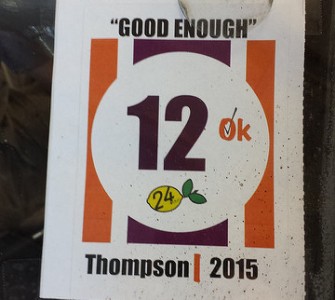 "GOOD ENOUGH"
12 Ok
24
Thompson | 2015